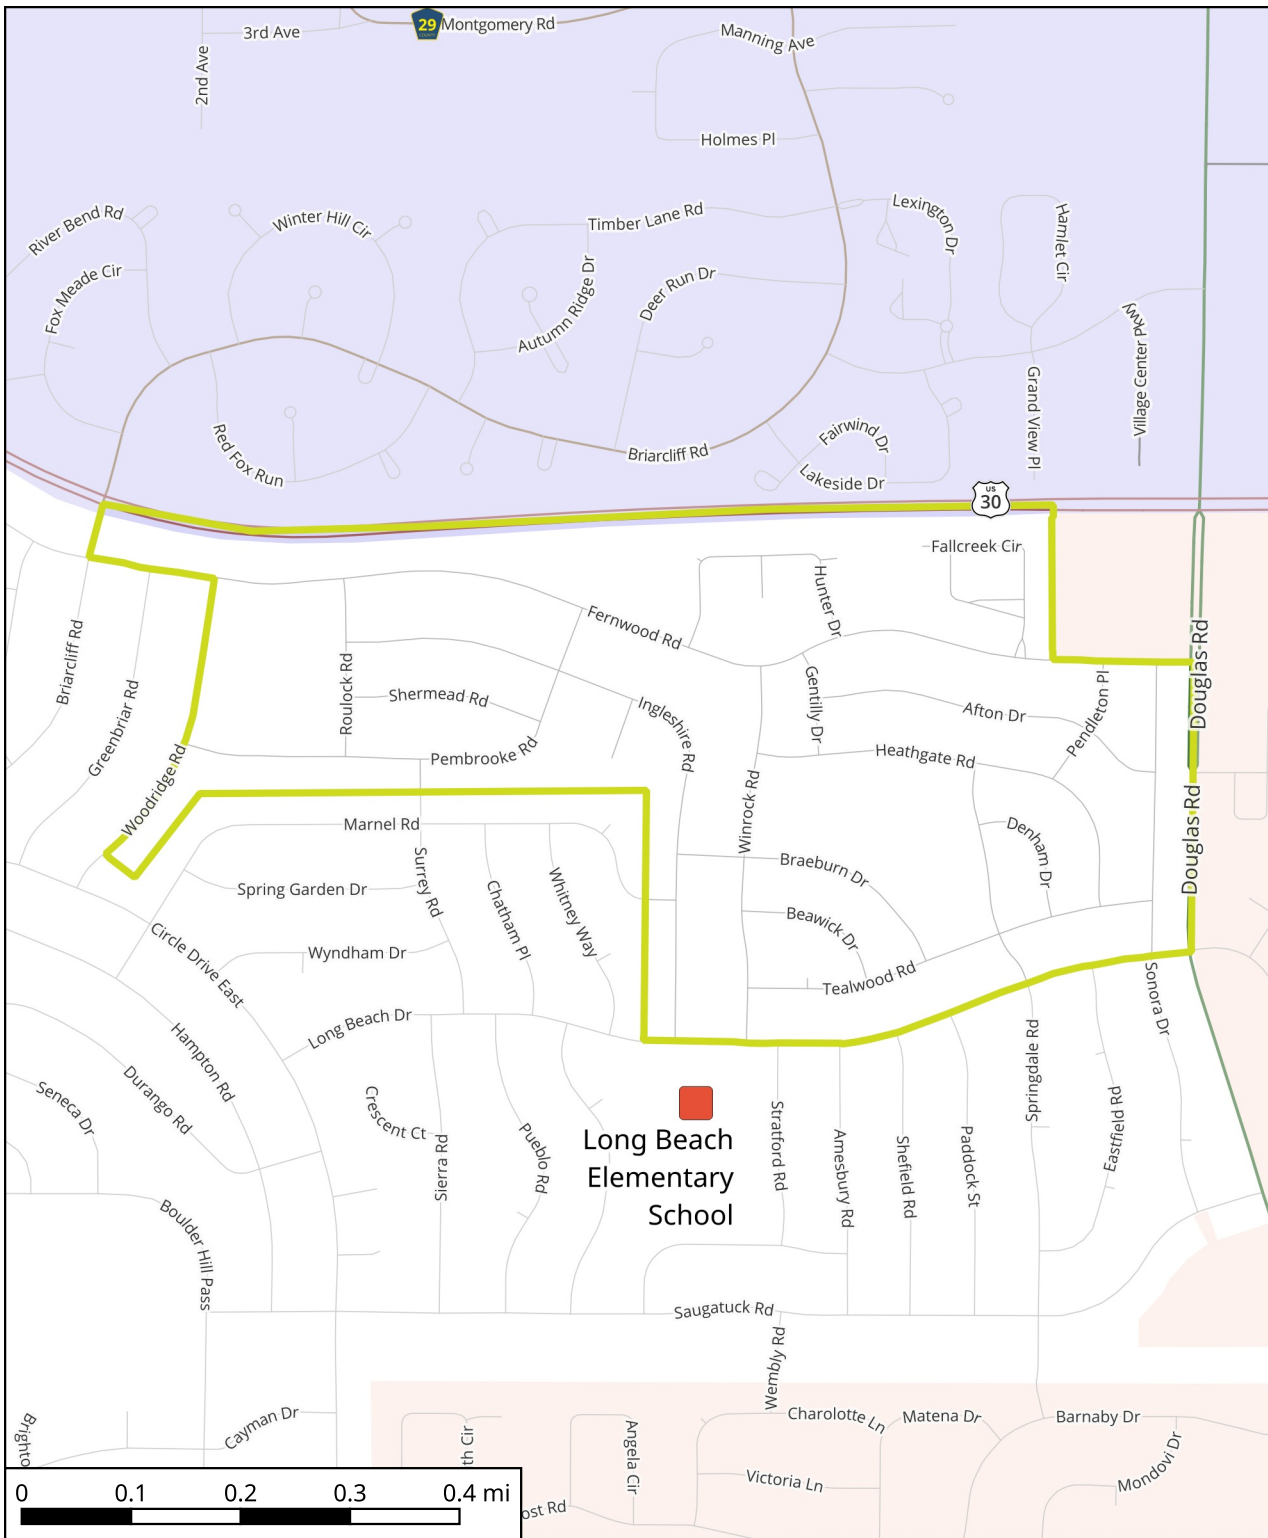 3rd Ave
29
COUNTY
Montgomery Rd
Manning Ave
2nd Ave
Holmes Pl
River Bend Rd
Winter Hill Cir
Timber Lane Rd
Lexington Dr
Hamlet Cir
Fox Meade Cir
Autumn Ridge Dr
Deer Run Dr
Village Center Pkwy
Grand View Pl
Red Fox Run
Briarcliff Rd
Fairwind Dr
Lakeside Dr
US
30
Fallcreek Cir
Hunter Dr
Fernwood Rd
Briarcliff Rd
Greenbriar Rd
Roulock Rd
Shermead Rd
Ingleshire Rd
Gentilly Dr
Afton Dr
Pendleton Pl
Douglas Rd
Pembrooke Rd
Heathgate Rd
Woodridge Rd
Winrock Rd
Douglas Rd
Marnel Rd
Surrey Rd
Chatham Pl
Whitney Way
Braeburn Dr
Denham Dr
Spring Garden Dr
Beawick Dr
Circle Drive East
Wyndham Dr
Tealwood Rd
Sonora Dr
Long Beach Dr
Hampton Rd
Durango Rd
Seneca Dr
Crescent Ct
Sierra Rd
Pueblo Rd
Long Beach
Elementary
School
Stratford Rd
Amesbury Rd
Shefield Rd
Paddock St
Springdale Rd
Eastfield Rd
Boulder Hill Pass
Saugatuck Rd
Wembly Rd
Brighto
Cayman Dr
th Cir
Angela Cir
Charolotte Ln
Matena Dr
Barnaby Dr
Victoria Ln
Mondovi Dr
ost Rd
0 0.1 0.2 0.3 0.4 mi